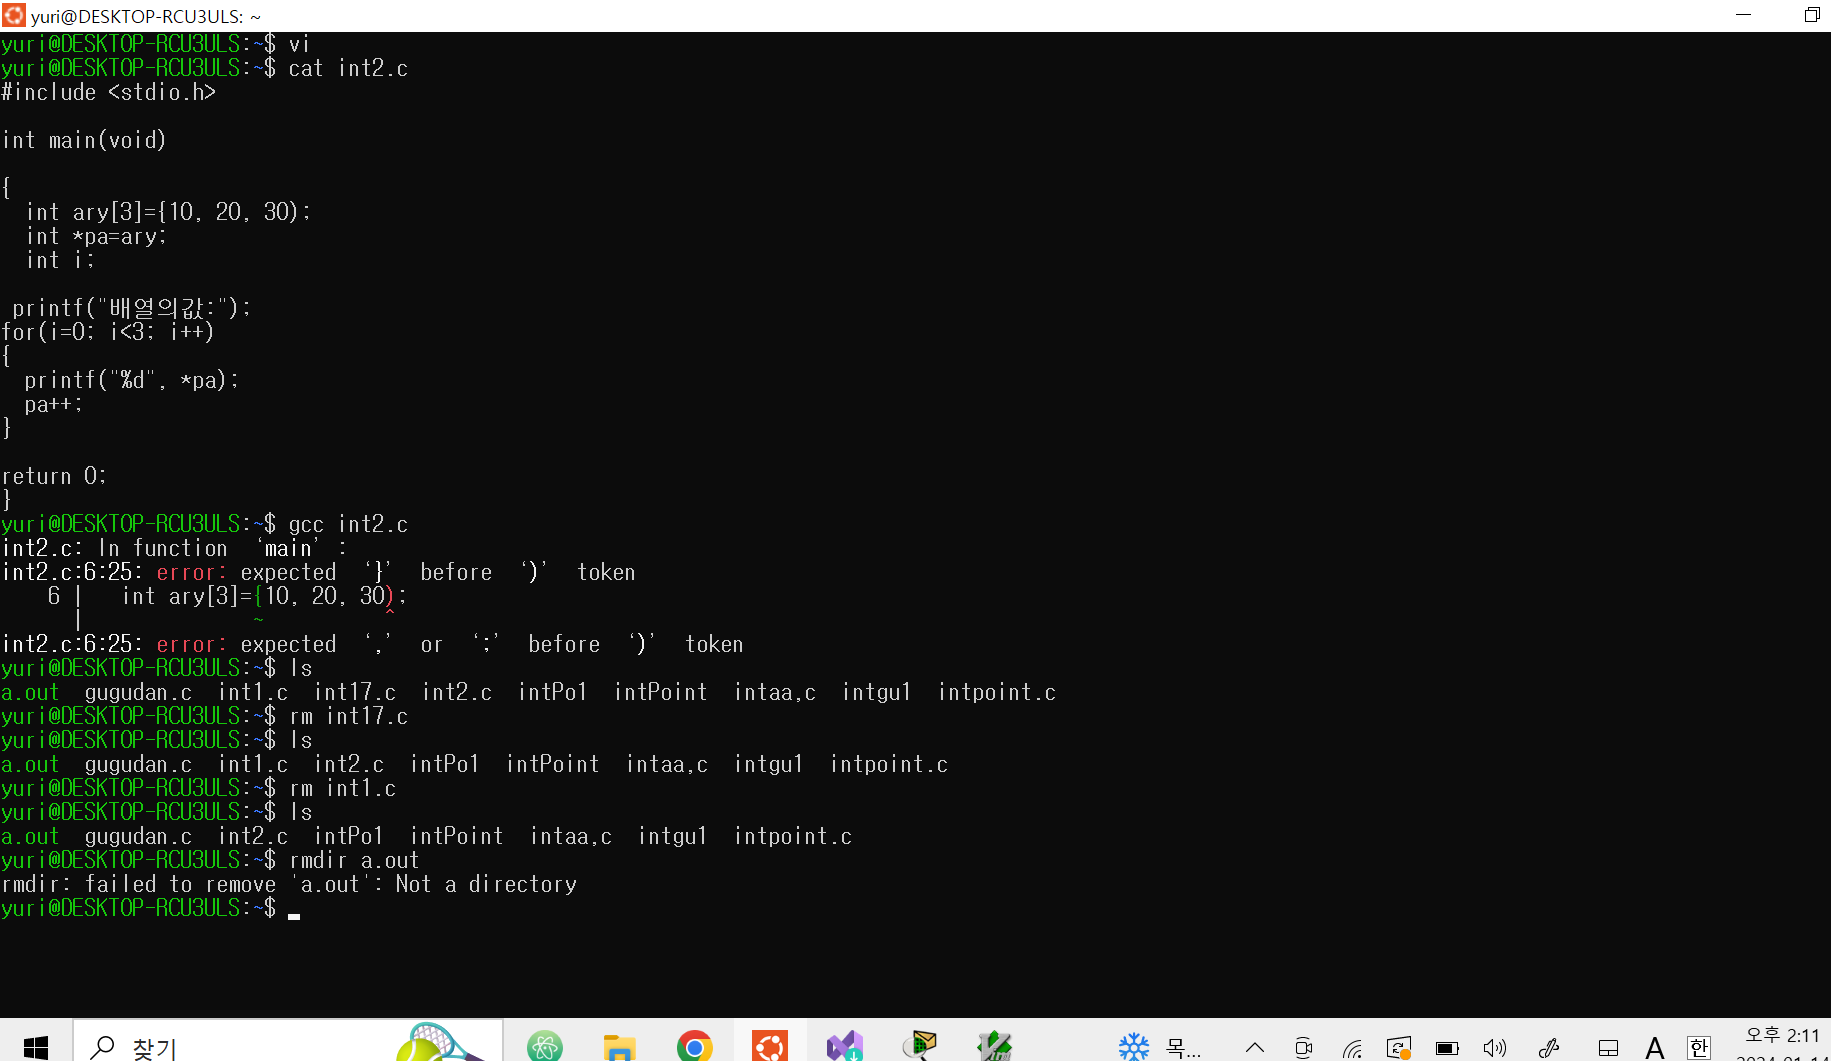 yuri@DESKTOP-RCU3ULS: ~
yuri@DESKTOP-RCU3ULS:~$ vi
yuri@DESKTOP-RCU3ULS:~$ cat int2.c
#include <stdio.h>
int main(void)
{
int ary[3]={10, 20, 30);
int *pa=ary;
int i;
printf("배열의값:");
for(i=0; i<3; i++)
{
printf("%d", *pa);
pa++;
}
return 0;
}
yuri@DESKTOP-RCU3ULS:~$ gcc int2.c
int2.c: In function ‘main’:
int2.c:6:25: error: expected ‘}’ before ‘)’ token
6 | int ary[3]={10, 20, 30);
| ~ ^
int2.c:6:25: error: expected ‘,’ or ‘;’ before ‘)’ token
yuri@DESKTOP-RCU3ULS:~$ ls
a.out gugudan.c int1.c int17.c int2.c intPo1 intPoint intaa,c intgu1 intpoint.c
yuri@DESKTOP-RCU3ULS:~$ rm int17.c
yuri@DESKTOP-RCU3ULS:~$ ls
a.out gugudan.c int1.c int2.c intPo1 intPoint intaa,c intgu1 intpoint.c
yuri@DESKTOP-RCU3ULS:~$ rm int1.c
yuri@DESKTOP-RCU3ULS:~$ ls
a.out gugudan.c int2.c intPo1 intPoint intaa,c intgu1 intpoint.c
yuri@DESKTOP-RCU3ULS:~$ rmdir a.out
rmdir: failed to remove 'a.out': Not a directory
yuri@DESKTOP-RCU3ULS:~$
찾기
목...
A
한
오후 2:11